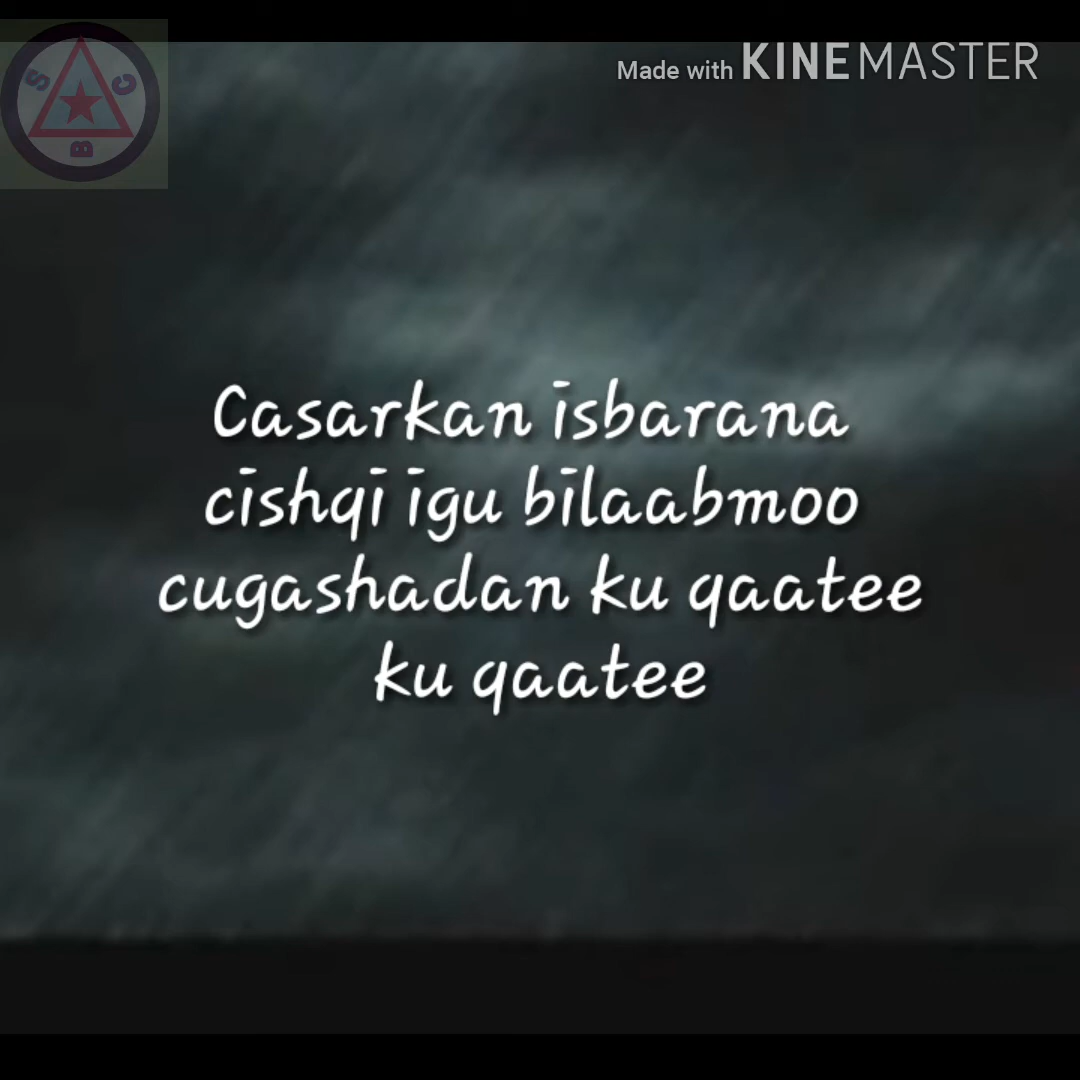 S C
B
Made with KINEMASTER
Casarkan isbarana
cishqi igu bilaabmoo
cugashadan ku qaatee
ku qaatee